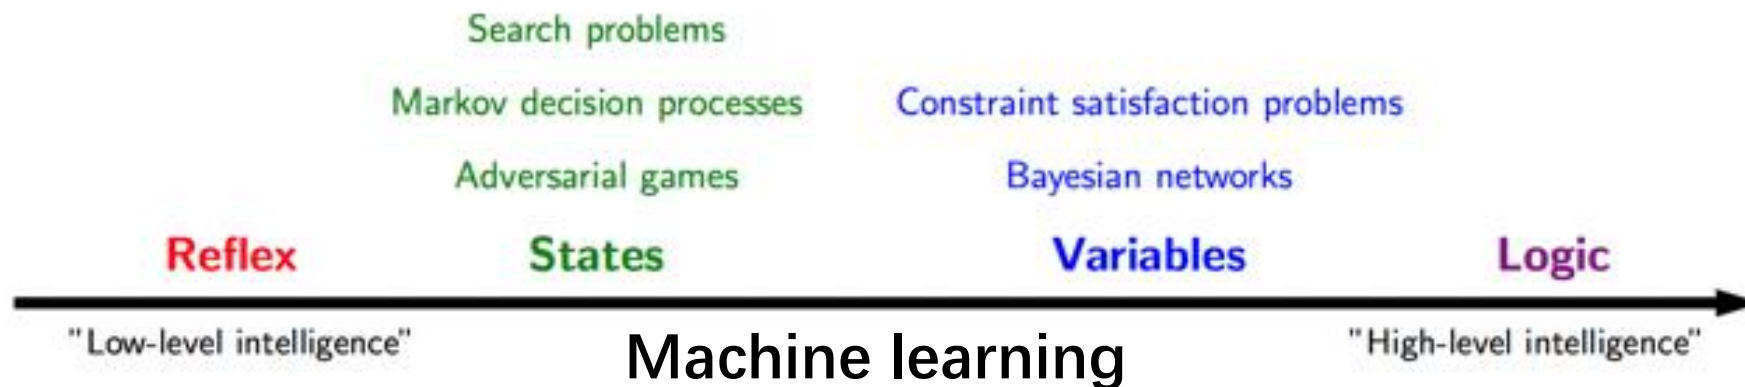 Search problems
Markov decision processes Constraint satisfaction problems
Adversarial games Bayesian networks
Reflex States Variables Logic
"Low-level intelligence" Machine learning "High-level intelligence"